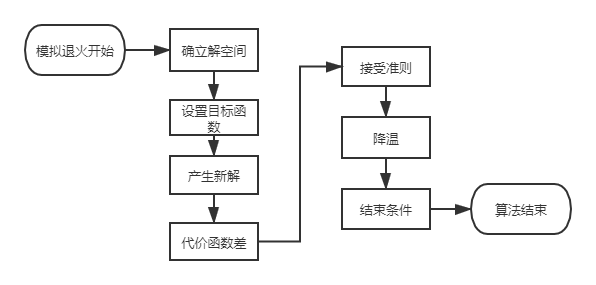 模拟退火开始
确立解空间
设置目标函
数
产生新解
代价函数差
接受准则
降温
结束条件
算法结束